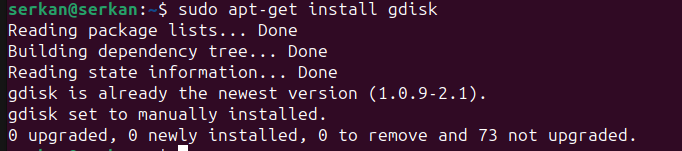 serkan@serkan:~$ sudo apt-get install gdisk
Reading package lists... Done
Building dependency tree... Done
Reading state information... Done
gdisk is already the newest version (1.0.9-2.1).
gdisk set to manually installed.
0 upgraded, 0 newly installed, 0 to remove and 73 not upgraded.